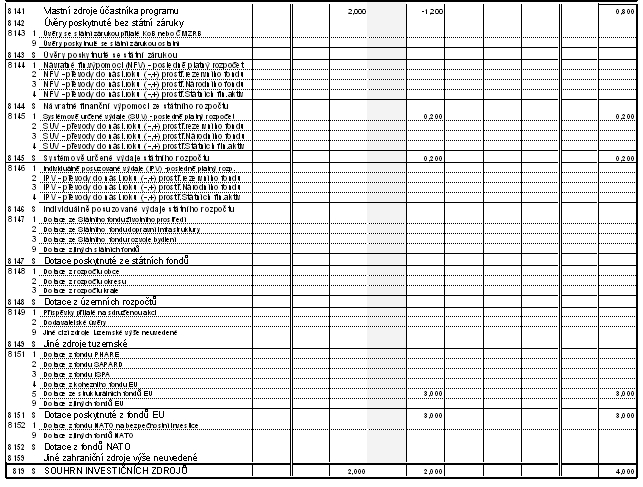 8141 Vlastní zdroje účastníka programu 2,000 -1,200 0,800
8142 Úvěry poskytnuté bez státní záruky
8143 1 Úvěry se státní zárukou přijaté KoB nebo ČMZRB
9 Úvěry poskytnuté se státní zárukou ostatní
8143 S Úvěry poskytnuté se státní zárukou
8144 1 Návratné fin.výpomoci (NFV) - posledně platný rozpočet
2 NFV - převody do násl.roku (-,+) prostř.rezervního fondu
3 NFV - převody do násl.roku (-,+) prostř.Národního fondu
4 NFV - převody do násl.roku (-,+) prostř.Státních fin.aktiv
8144 S Návratné finanční výpomoci ze státního rozpočtu
8145 1 Systémově určené výdaje (SUV) - posledně platný rozpočet 0,200 0,200
2 SUV - převody do násl.roku (-,+) prostř.rezervního fondu
3 SUV - převody do násl.roku (-,+) prostř.Národního fondu
4 SUV - převody do násl.roku (-,+) prostř.Státních fin.aktiv
8145 S Systémově určené výdaje státního rozpočtu 0,200 0,200
8146 1 Individuálně posuzované výdaje (IPV) -posledně platný rozp.
2 IPV - převody do násl.roku (-,+) prostř.rezervního fondu
3 IPV - převody do násl.roku (-,+) prostř.Národního fondu
4 IPV - převody do násl.roku (-,+) prostř.Státních fin.aktiv
8146 S Individuálně posuzované výdaje státního rozpočtu
8147 1 Dotace ze Státního fondu životního prostředí
2 Dotace ze Státního fondu dopravní infrastruktury
3 Dotace ze Státního fondu rozvoje bydlení
9 Dotace z jiných státních fondů
8147 S Dotace poskytnuté ze státních fondů
8148 1 Dotace z rozpočtu obce
2 Dotace z rozpočtu okresu
3 Dotace z rozpočtu kraje
8148 S Dotace z územních rozpočtů
8149 1 Příspěvky přijaté na sdruženou akci
2 Dodavatelské úvěry
9 Jiné cizí zdroje tuzemské výše neuvedené
8149 S Jiné zdroje tuzemské
8151 1 Dotace z fondu PHARE
2 Dotace z fondu SAPARD
3 Dotace z fondu ISPA
4 Dotace z kohezního fondu EU
5 Dotace ze strukturálních fondů EU 3,000 3,000
9 Dotace z jiných fondů EU
8151 S Dotace poskytnuté z fondů EU 3,000 3,000
8152 1 Dotace z fondu NATO na bezpečnostní investice
9 Dotace z jiných fondů NATO
8152 S Dotace z fondů NATO
8159 Jiné zahraniční zdroje výše neuvedené
819 S SOUHRN INVESTIČNÍCH ZDROJŮ 2,000 2,000 4,000